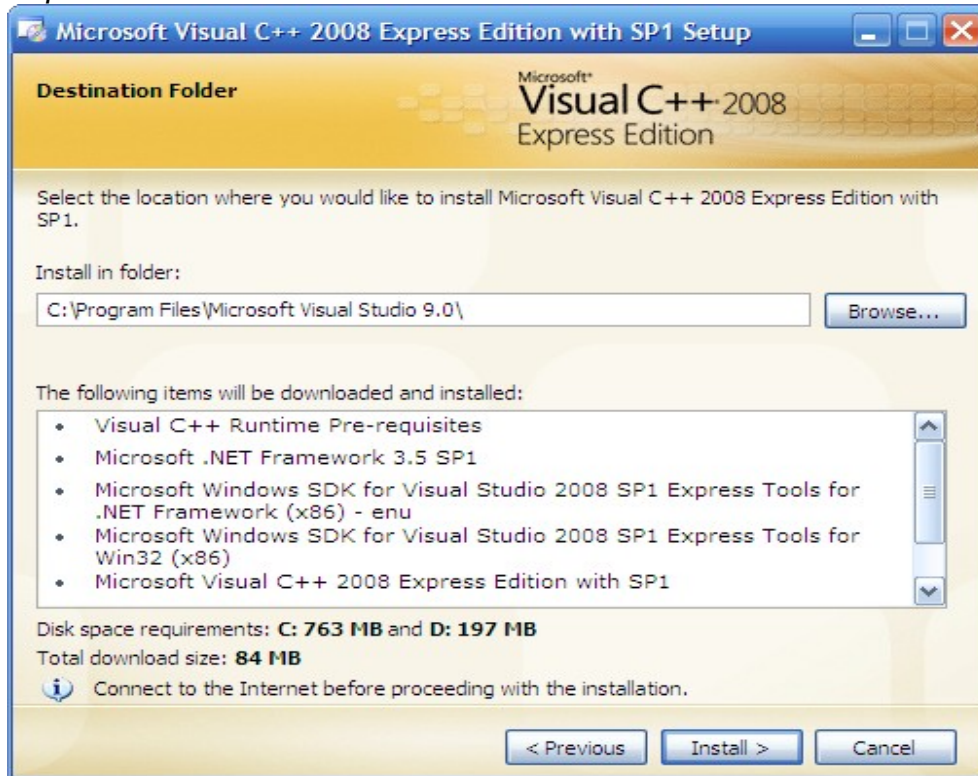 Microsoft Visual C++ 2008 Express Edition with SP1 Setup
Destination Folder
Microsoft®
Visual C++ 2008
Express Edition
Select the location where you would like to install Microsoft Visual C++ 2008 Express Edition with
SP1.
Install in folder:
C:\Program Files\Microsoft Visual Studio 9.0\
Browse...
The following items will be downloaded and installed:
• Visual C++ Runtime Pre-requisites
• Microsoft .NET Framework 3.5 SP1
• Microsoft Windows SDK for Visual Studio 2008 SP1 Express Tools for
.NET Framework (x86) - enu
• Microsoft Windows SDK for Visual Studio 2008 SP1 Express Tools for
Win32 (x86)
• Microsoft Visual C++ 2008 Express Edition with SP1
Disk space requirements: C: 763 MB and D: 197 MB
Total download size: 84 MB
Connect to the Internet before proceeding with the installation.
< Previous
Install >
Cancel